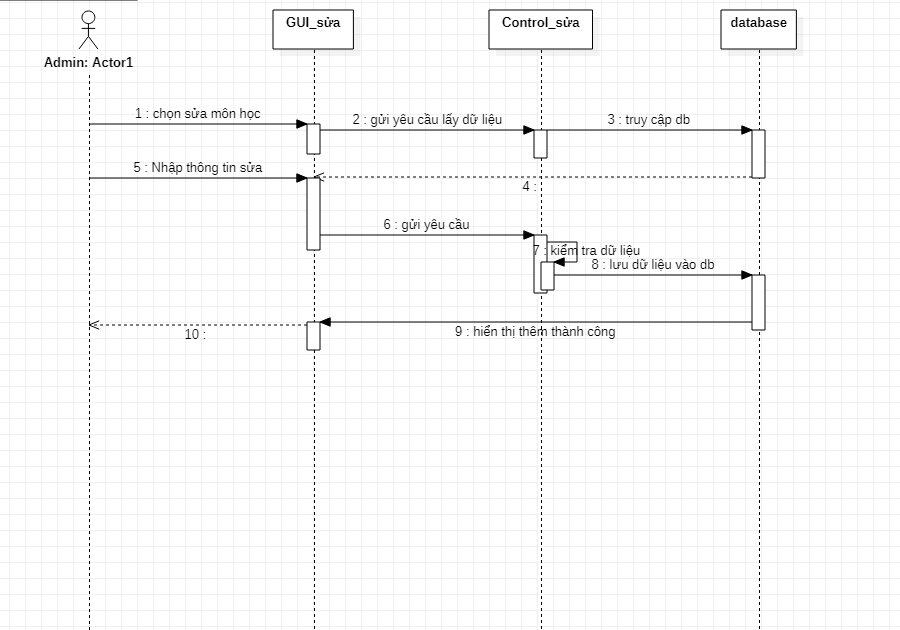 GUI_sửa
Control_sửa
database
Admin: Actor1
1 : chọn sửa môn học
2 : gửi yêu cầu lấy dữ liệu
3 : truy cập db
5 : Nhập thông tin sửa
4 :
6 : gửi yêu cầu
7 : kiểm tra dữ liệu
8 : lưu dữ liệu vào db
9 : hiển thị thêm thành công
10 :